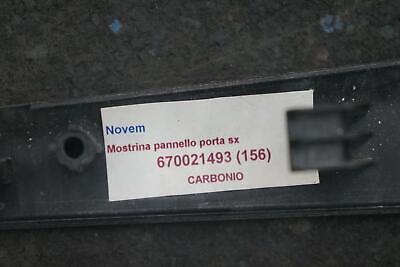 Novem
Mostrina pannello porta sx
670021493 (156)
CARBONIO